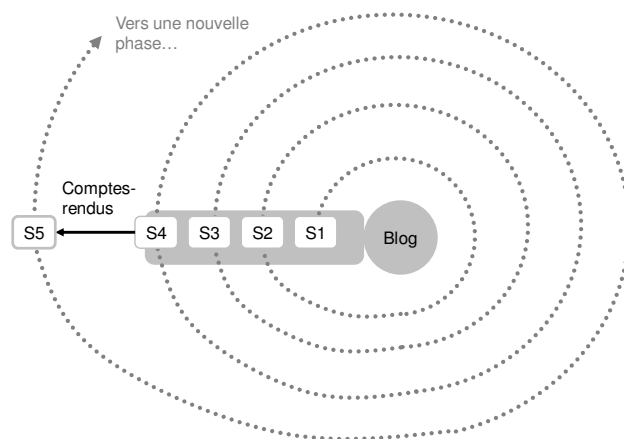 Vers une nouvelle
phase…
Comptes-
rendus
S5
S4
S3
S2
S1
Blog